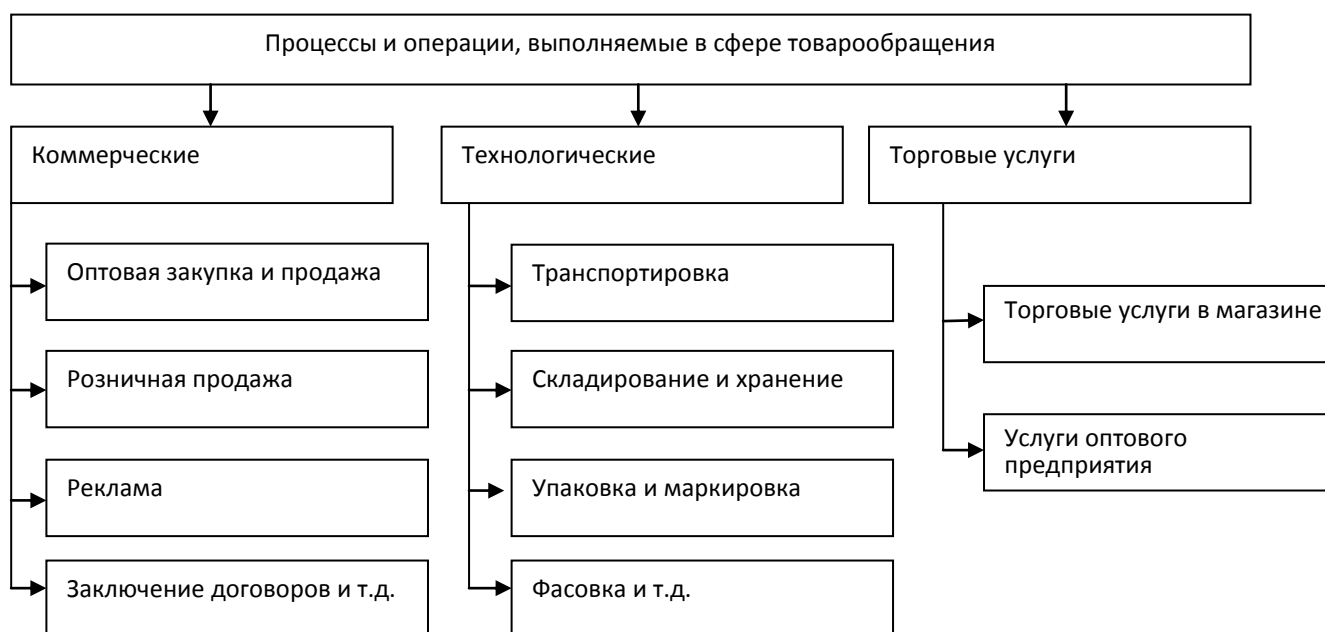 Процессы и операции, выполняемые в сфере товарообращения
Коммерческие
Технологические
Торговые услуги
Оптовая закупка и продажа
Розничная продажа
Реклама
Заключение договоров и т.д.
Транспортировка
Складирование и хранение
Упаковка и маркировка
Фасовка и т.д.
Торговые услуги в магазине
Услуги оптового
предприятия